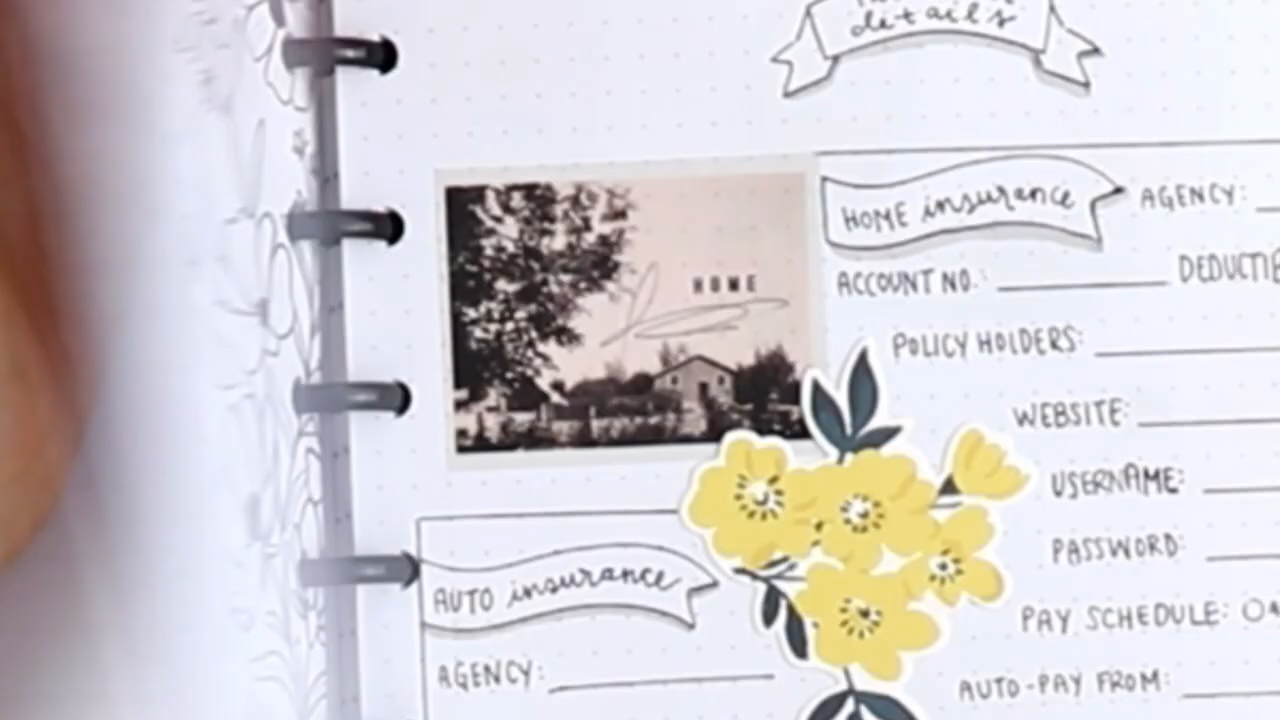 details
HOME insurance AGENCY:
HOME
ACCOUNT NO.:
POLICY HOLDERS:
WEBSITE:
USERNAME:
PASSWORD:
PAY SCHEDULE:
AUTO-PAY FROM:
AUTO insurance
AGENCY: